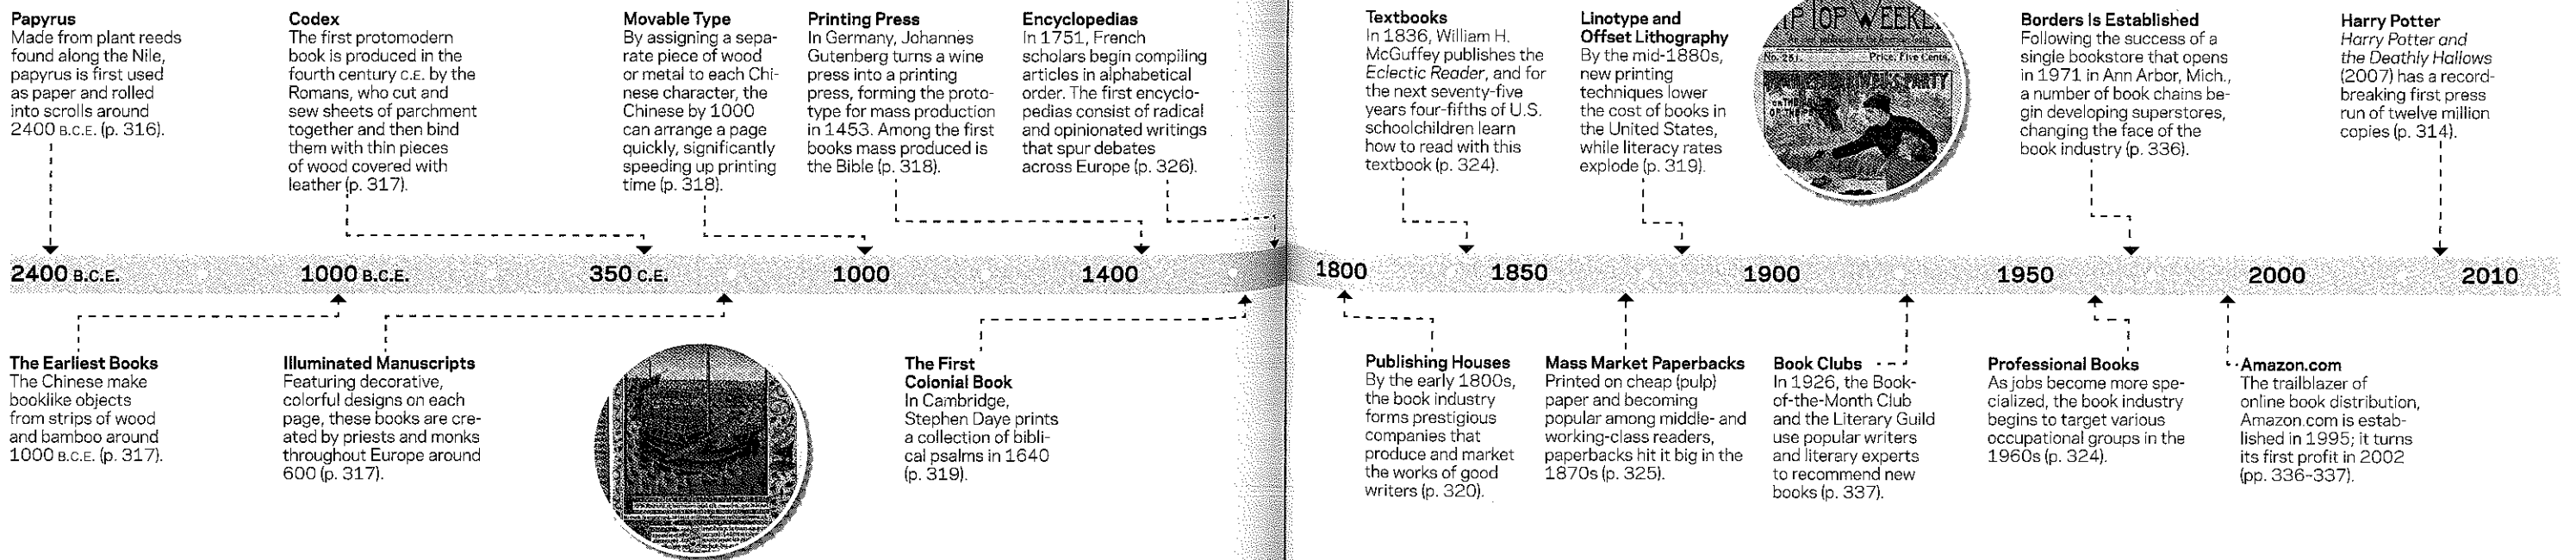 Papyrus
Made from plant reeds
found along the Nile,
papyrus is first used
as paper and rolled
into scrolls around
2400 B.C.E. (p. 316).
Codex
The first protomodern
book is produced in the
fourth century C.E. by the
Romans, who cut and
sew sheets of parchment
together and then bind
them with thin pieces
of wood covered with
leather (p. 317).
Movable Type
By assigning a sepa-
rate piece of wood
or metal to each Chi-
nese character, the
Chinese by 1000
can arrange a page
quickly, significantly
speeding up printing
time (p. 318).
Printing Press
In Germany, Johannes
Gutenberg turns a wine
press into a printing
press, forming the proto-
type for mass production
in 1453. Among the first
books mass produced is
the Bible (p. 318).
Encyclopedias
In 1751, French
scholars begin compiling
articles in alphabetical
order. The first encyclo-
pedias consist of radical
and opinionated writings
that spur debates
across Europe (p. 326).
Textbooks
In 1836, William H.
McGuffey publishes the
Eclectic Reader, and for
the next seventy-five
years four-fifths of U.S.
schoolchildren learn
how to read with this
textbook (p. 324).
Linotype and
Offset Lithography
By the mid-1880s,
new printing
techniques lower
the cost of books in
the United States,
while literacy rates
explode (p. 319).
TIP TOP WEEKL
No. 251. Price, Five Cents.
PARTY
Borders Is Established
Following the success of a
single bookstore that opens
in 1971 in Ann Arbor, Mich.,
a number of book chains be-
gin developing superstores,
changing the face of the
book industry (p. 336).
Harry Potter
Harry Potter and
the Deathly Hallows
(2007) has a record-
breaking first press
run of twelve million
copies (p. 314).
2400 B.C.E. 1000 B.C.E. 350 C.E. 1000 1400 1800 1850 1900 1950 2000 2010
The Earliest Books
The Chinese make
booklike objects
from strips of wood
and bamboo around
1000 B.C.E. (p. 317).
Illuminated Manuscripts
Featuring decorative,
colorful designs on each
page, these books are cre-
ated by priests and monks
throughout Europe around
600 (p. 317).
The First
Colonial Book
In Cambridge,
Stephen Daye prints
a collection of bibli-
cal psalms in 1640
(p. 319).
Publishing Houses
By the early 1800s,
the book industry
forms prestigious
companies that
produce and market
the works of good
writers (p. 320).
Mass Market Paperbacks
Printed on cheap (pulp)
paper and becoming
popular among middle- and
working-class readers,
paperbacks hit it big in the
1870s (p. 325).
Book Clubs
In 1926, the Book-
of-the-Month Club
and the Literary Guild
use popular writers
and literary experts
to recommend new
books (p. 337).
Professional Books
As jobs become more spe-
cialized, the book industry
begins to target various
occupational groups in the
1960s (p. 324).
Amazon.com
The trailblazer of
online book distribution,
Amazon.com is estab-
lished in 1995; it turns
its first profit in 2002
(pp. 336-337).